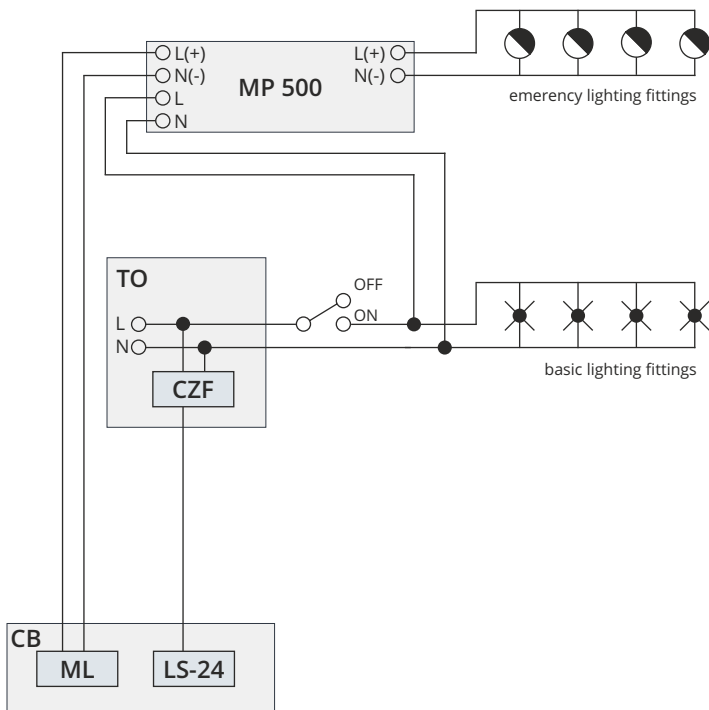 L(+)
N(-)
L
N
MP 500
L(+)
N(-)
emerency lighting fittings
TO
L
N
CZF
OFF
ON
basic lighting fittings
CB
ML
LS-24